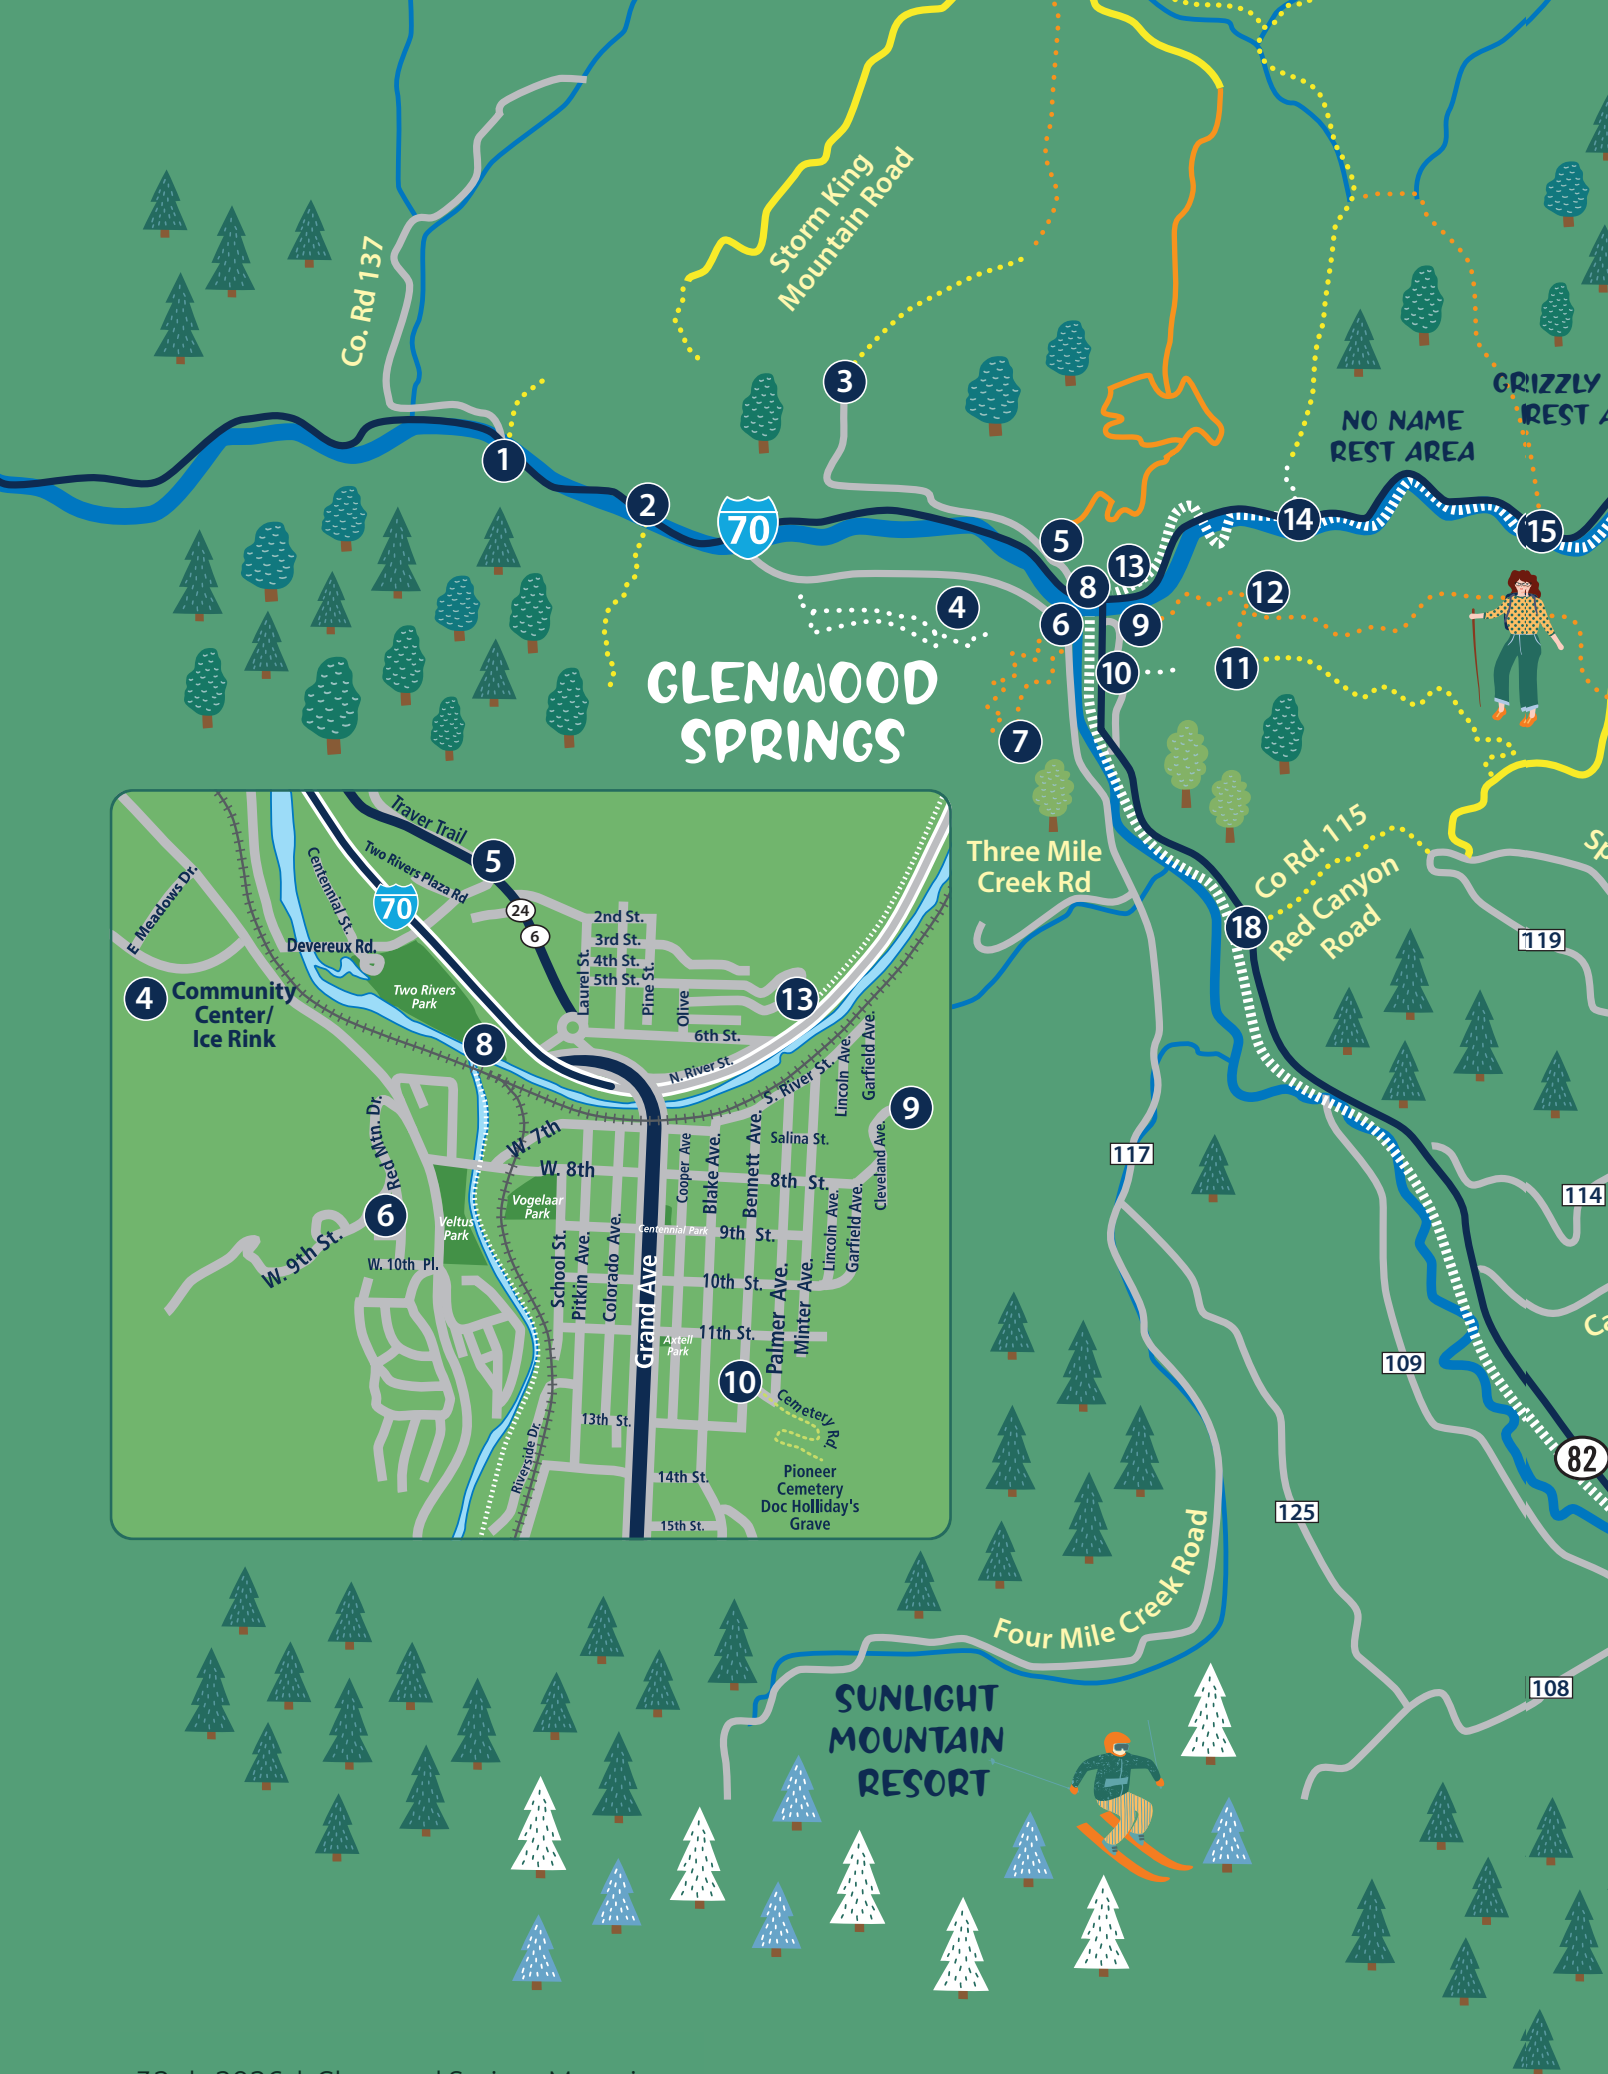 Storm King
Mountain Road
Co. Rd 137
3
GRIZZLY
REST A
NO NAME
REST AREA
1
2
70
5
14
15
13
8
12
4
6
9
10
11
GLENWOOD
SPRINGS
7
Three Mile
Creek Rd
Co Rd. 115
Red Canyon
Road
Sp
18
119
117
114
109
82
125
108
Ca
Four Mile Creek Road
SUNLIGHT
MOUNTAIN
RESORT
Traver Trail
5
Two Rivers Plaza Rd
Centennial St.
70
24
6
E. Meadows Dr.
Devereux Rd.
2nd St.
3rd St.
4th St.
5th St.
Laurel St.
Pine St.
Olive
4
Community
Center/
Ice Rink
Two Rivers
Park
13
8
6th St.
N. River St.
S. River St.
Lincoln Ave.
Garfield Ave.
9
Red Mtn. Dr.
W. 7th
W. 8th
Cooper Ave
Blake Ave.
Bennett Ave.
Salina St.
8th St.
Cleveland Ave.
Vogelaar
Park
6
Veltus
Park
W. 9th St.
W. 10th Pl.
Centennial Park
9th St.
Lincoln Ave.
Garfield Ave.
School St.
Pitkin Ave.
Colorado Ave.
Grand Ave
10th St.
Palmer Ave.
Minter Ave.
11th St.
Axtell
Park
10
Cemetery Rd.
13th St.
Riverside Dr.
14th St.
15th St.
Pioneer
Cemetery
Doc Holliday's
Grave